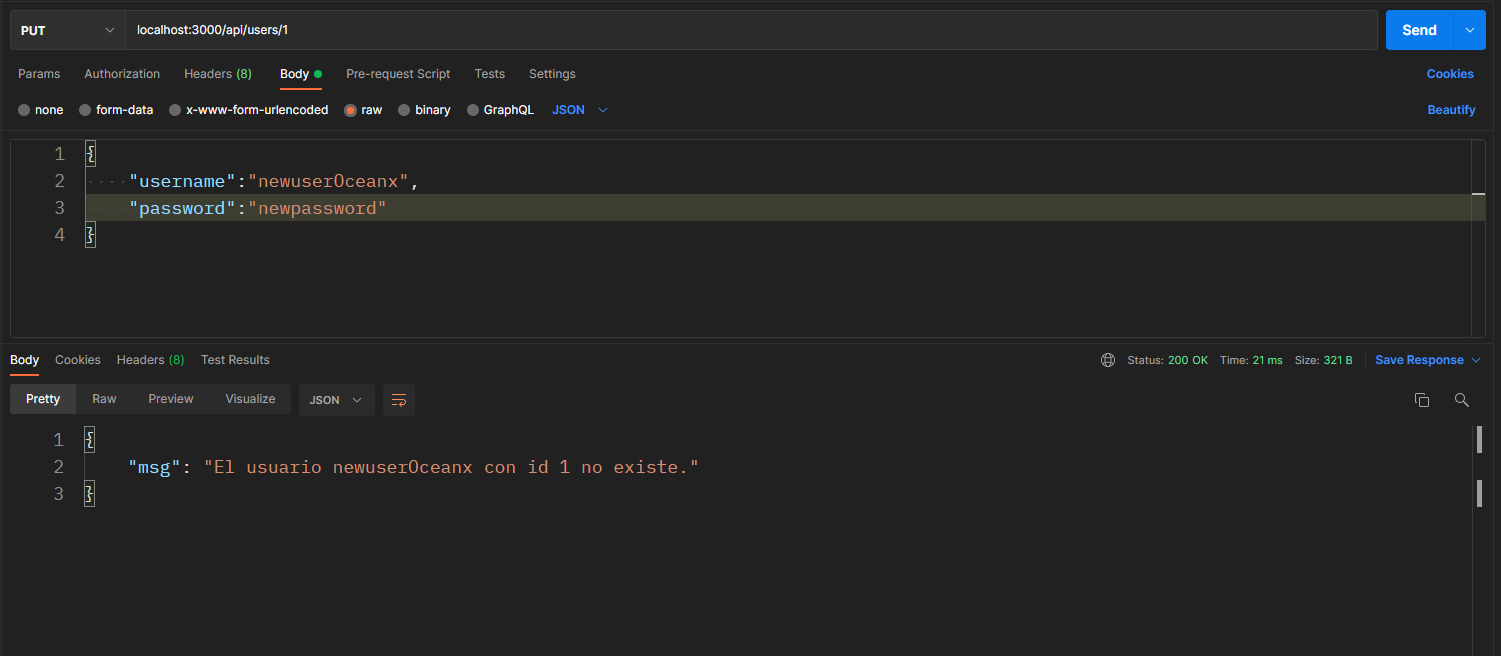 PUT localhost:3000/api/users/1 Send
Params Authorization Headers (8) Body Pre-request Script Tests Settings Cookies
none form-data x-www-form-urlencoded raw binary GraphQL JSON Beautify
1 {
2 "username":"newuserOceanx",
3 "password":"newpassword"
4 }
Body Cookies Headers (8) Test Results Status: 200 OK Time: 21 ms Size: 321 B Save Response
Pretty Raw Preview Visualize JSON
1 {
2 "msg": "El usuario newuserOceanx con id 1 no existe."
3 }